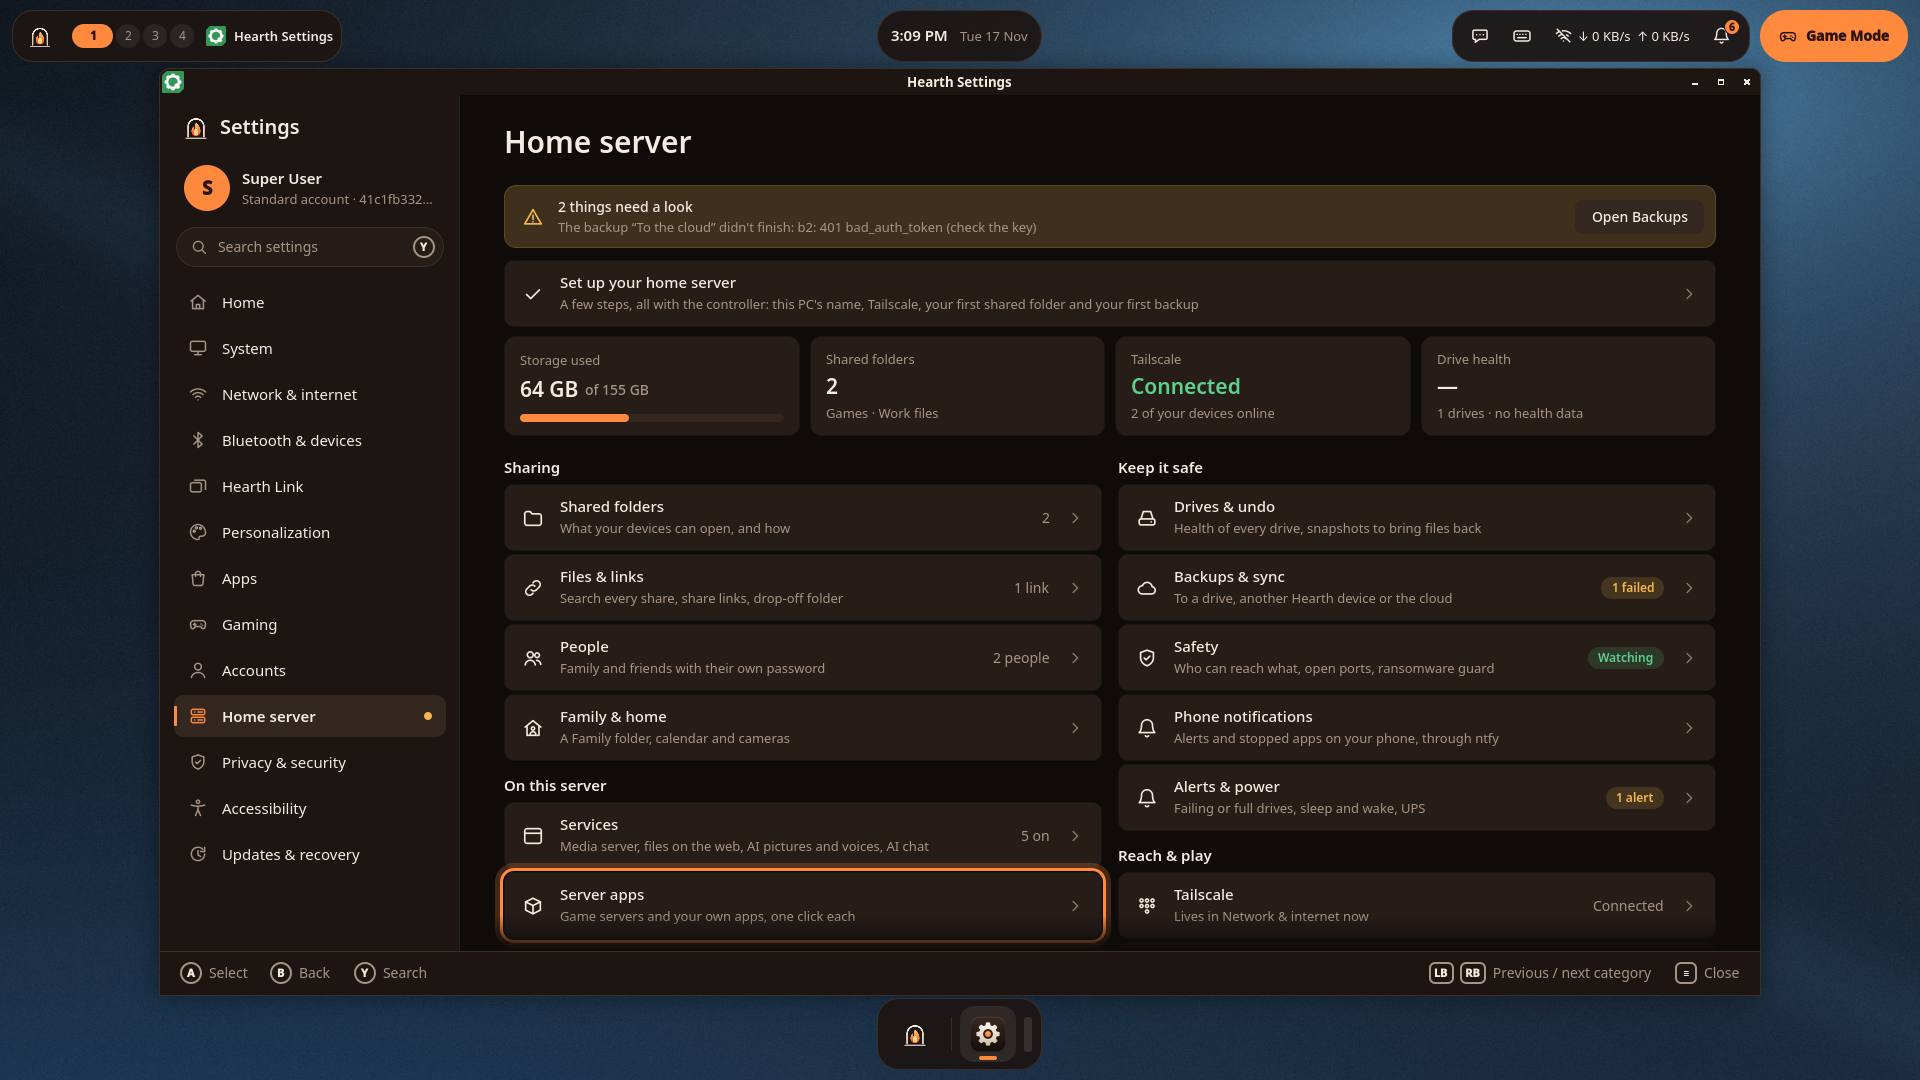 1 2 3 4 Hearth Settings
3:09 PM Tue 17 Nov
↓ 0 KB/s ↑ 0 KB/s
6
Game Mode
Hearth Settings
Settings
S
Super User
Standard account · 41c1fb332...
Search settings Y
Home
System
Network & internet
Bluetooth & devices
Hearth Link
Personalization
Apps
Gaming
Accounts
Home server
Privacy & security
Accessibility
Updates & recovery
Home server
2 things need a look
The backup “To the cloud” didn't finish: b2: 401 bad_auth_token (check the key)
Open Backups
Set up your home server
A few steps, all with the controller: this PC's name, Tailscale, your first shared folder and your first backup
Storage used
64 GB of 155 GB
Shared folders
2
Games · Work files
Tailscale
Connected
2 of your devices online
Drive health
—
1 drives · no health data
Sharing
Shared folders
What your devices can open, and how
2
Files & links
Search every share, share links, drop-off folder
1 link
People
Family and friends with their own password
2 people
Family & home
A Family folder, calendar and cameras
On this server
Services
Media server, files on the web, AI pictures and voices, AI chat
5 on
Server apps
Game servers and your own apps, one click each
Keep it safe
Drives & undo
Health of every drive, snapshots to bring files back
Backups & sync
To a drive, another Hearth device or the cloud
1 failed
Safety
Who can reach what, open ports, ransomware guard
Watching
Phone notifications
Alerts and stopped apps on your phone, through ntfy
Alerts & power
Failing or full drives, sleep and wake, UPS
1 alert
Reach & play
Tailscale
Lives in Network & internet now
Connected
A Select B Back Y Search
LB RB Previous / next category ≡ Close